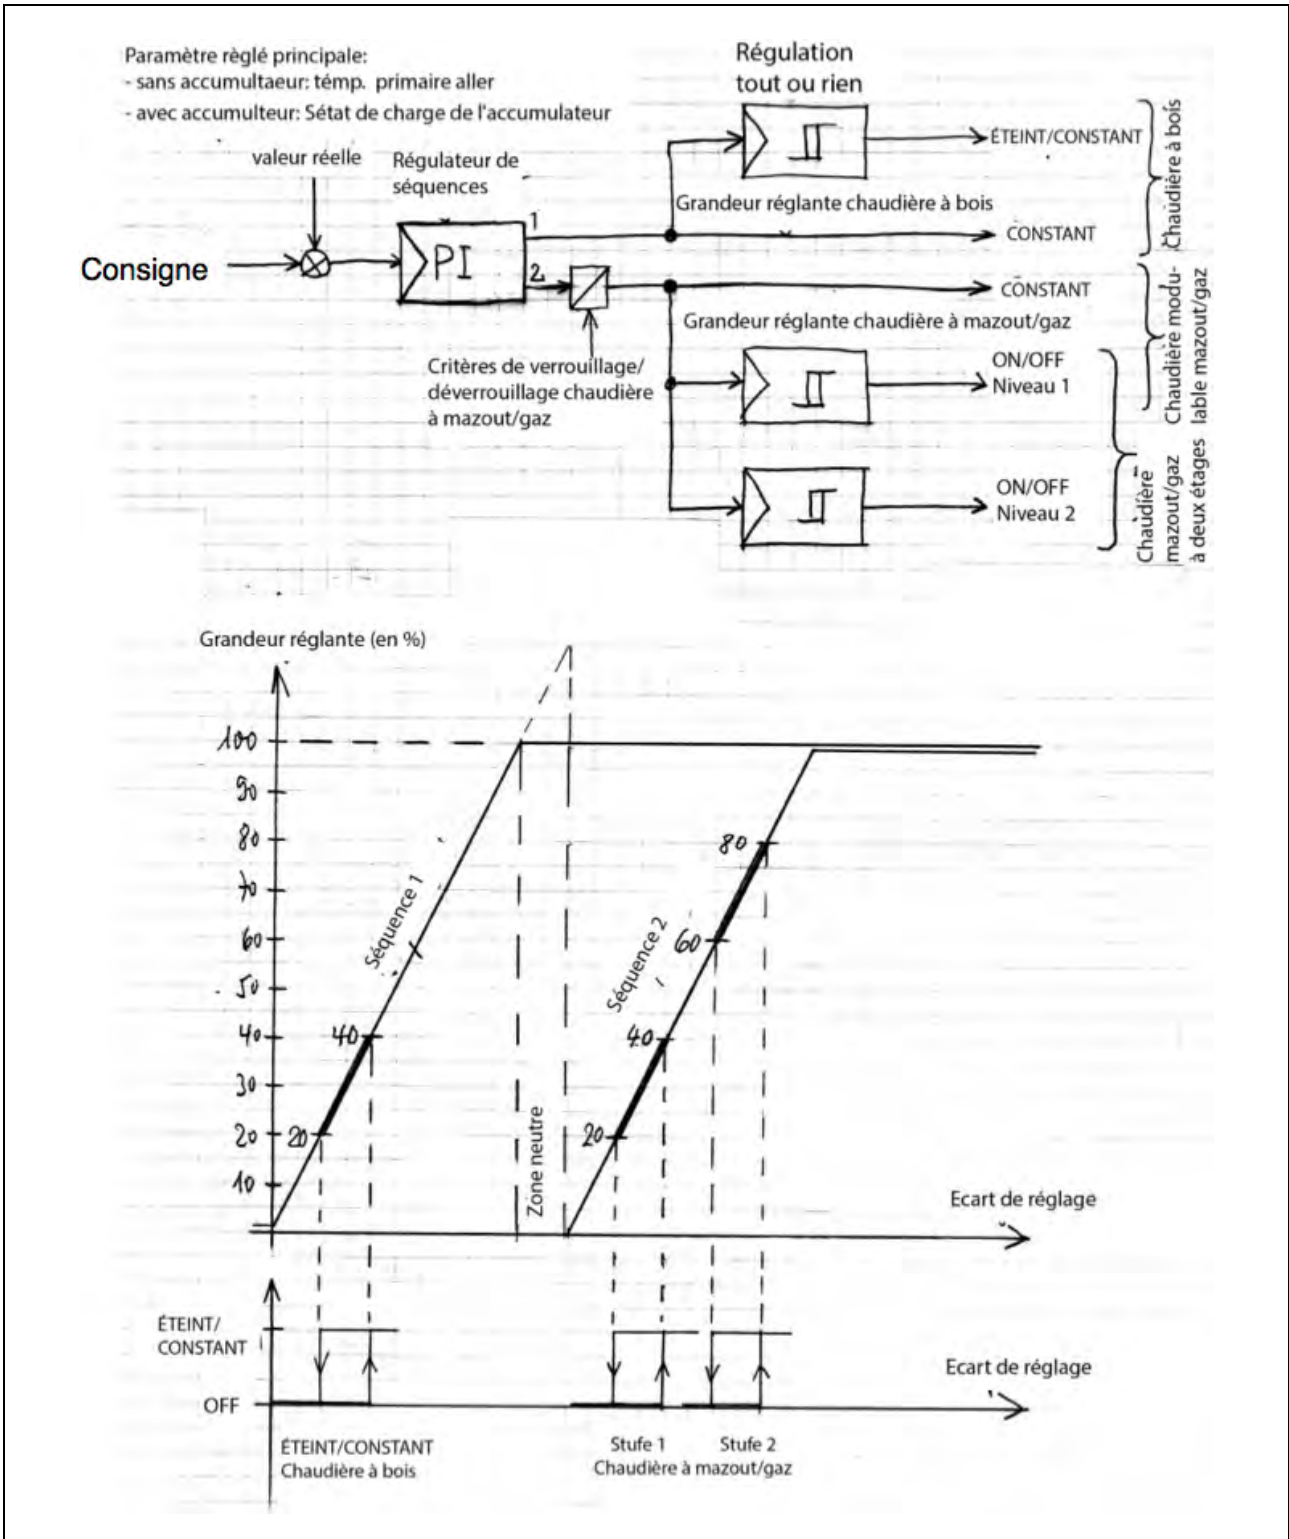 Paramètre règlé principale:
- sans accumultaeur: témp. primaire aller
- avec accumulteur: Sétat de charge de l'accumulateur
Régulation
tout ou rien
valeur réelle
Régulateur de
séquences
ÉTEINT/CONSTANT
Chaudière à bois
Grandeur réglante chaudière à bois
1
CONSTANT
Consigne
PI
2
CONSTANT
Grandeur réglante chaudière à mazout/gaz
Chaudière modu-
lable mazout/gaz
Critères de verrouillage/
déverrouillage chaudière
à mazout/gaz
ON/OFF
Niveau 1
ON/OFF
Niveau 2
Chaudière
mazout/gaz
à deux étages
Grandeur réglante (en %)
100
90
80
70
60
50
40
30
20
10
Séquence 1
40
20
Zone neutre
Séquence 2
80
60
40
20
Ecart de réglage
ÉTEINT/
CONSTANT
OFF
Ecart de réglage
ÉTEINT/CONSTANT
Chaudière à bois
Stufe 1
Stufe 2
Chaudière à mazout/gaz